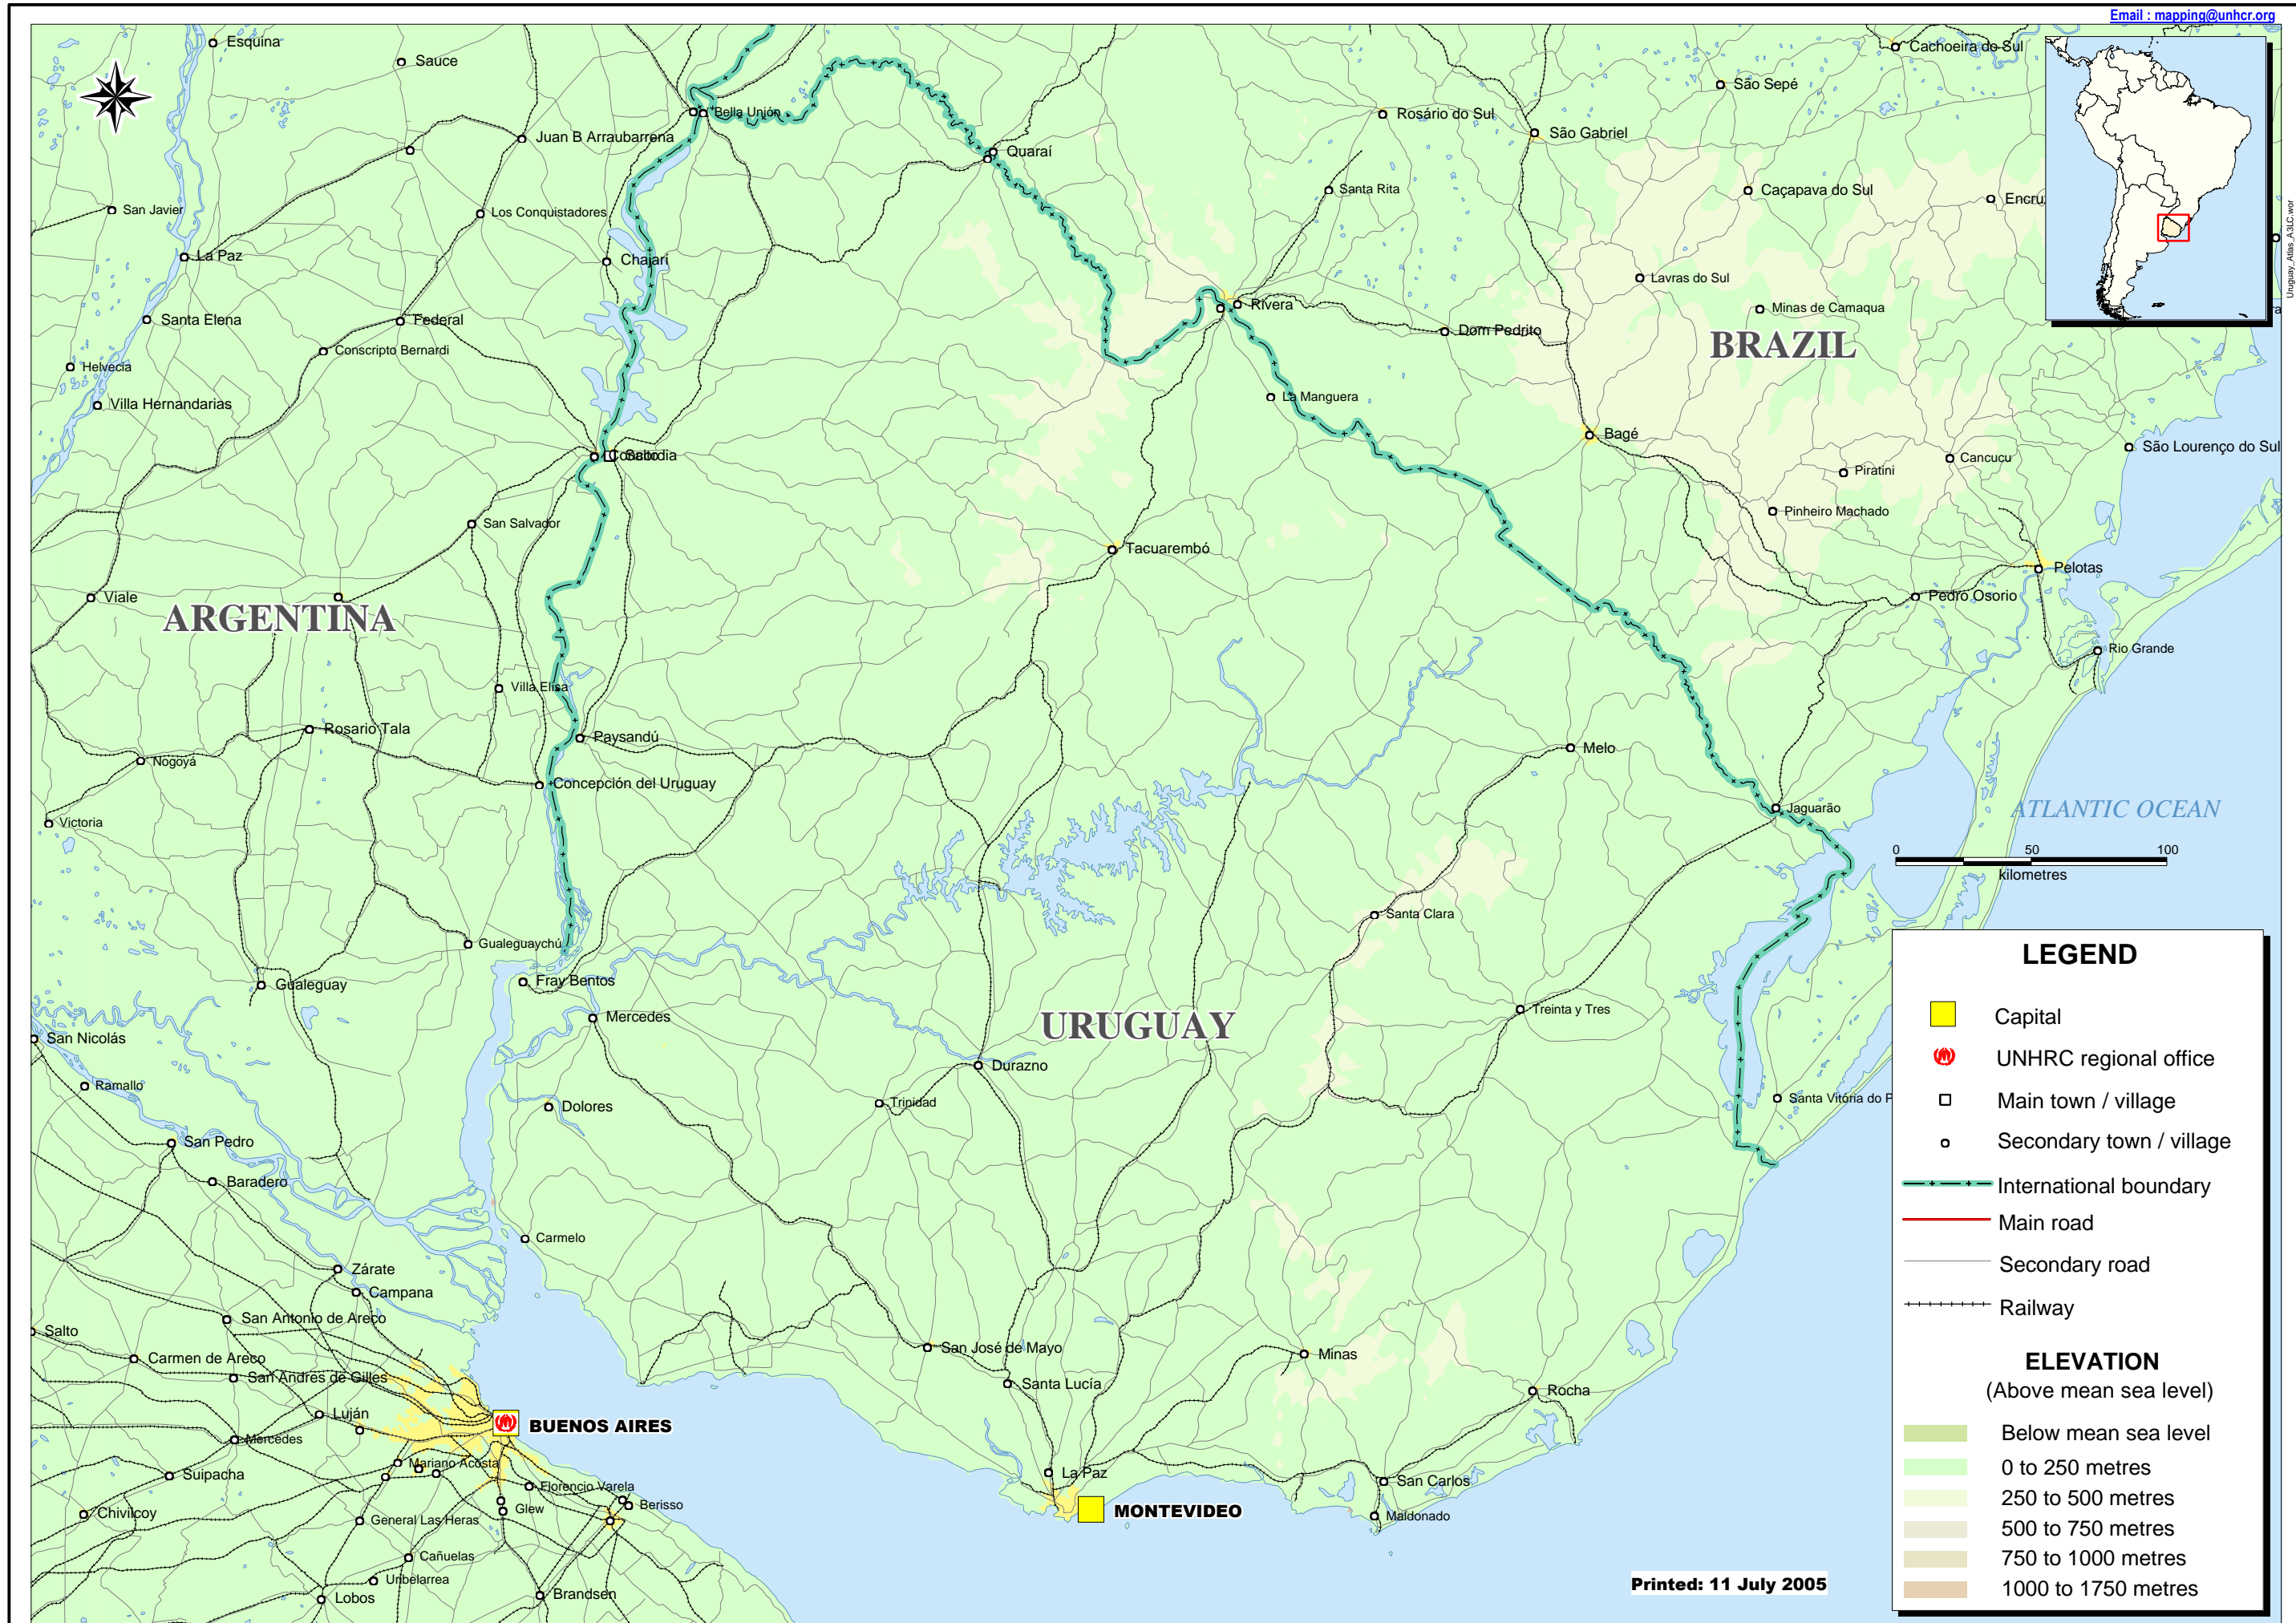 Email : mapping@unhcr.org
Esquina
Sauce
Cachoeira do Sul
São Sepé
Bella Unión
Rosário do Sul
São Gabriel
Juan B Arraubarrena
Quaraí
Santa Rita
Caçapava do Sul
Encru
San Javier
Los Conquistadores
Uruguay_Atlas_A3LC.wor
La Paz
Chajarí
Lavras do Sul
Rivera
Minas de Camaqua
Santa Elena
Federal
Dom Pedrito
BRAZIL
Conscripto Bernardi
Helvecia
La Manguera
Villa Hernandarias
Bagé
São Lourenço do Sul
Concordia
Salto
Cancucu
Piratini
San Salvador
Pinheiro Machado
Tacuarembó
Pelotas
Viale
ARGENTINA
Pedro Osorio
Rio Grande
Villa Elisa
Rosario Tala
Paysandú
Melo
Nogoyá
Concepción del Uruguay
Jaguarão
ATLANTIC OCEAN
Victoria
0 50 100
kilometres
Santa Clara
Gualeguaychú
Gualeguay
Fray Bentos
Mercedes
URUGUAY
Treinta y Tres
San Nicolás
Durazno
Ramallo
Dolores
Trinidad
Santa Vitória do P
San Pedro
Baradero
Carmelo
Zárate
Campana
San Antonio de Areco
Salto
San José de Mayo
Minas
Carmen de Areco
San Andrés de Gilles
Santa Lucía
Rocha
Luján
BUENOS AIRES
Mercedes
Mariano Acosta
La Paz
Suipacha
San Carlos
Florencio Varela
Berisso
Chivilcoy
Glew
MONTEVIDEO
Maldonado
General Las Heras
Cañuelas
Uribelarrea
Brandsen
Lobos
Printed: 11 July 2005
LEGEND
Capital
UNHRC regional office
Main town / village
Secondary town / village
International boundary
Main road
Secondary road
Railway
ELEVATION
(Above mean sea level)
Below mean sea level
0 to 250 metres
250 to 500 metres
500 to 750 metres
750 to 1000 metres
1000 to 1750 metres